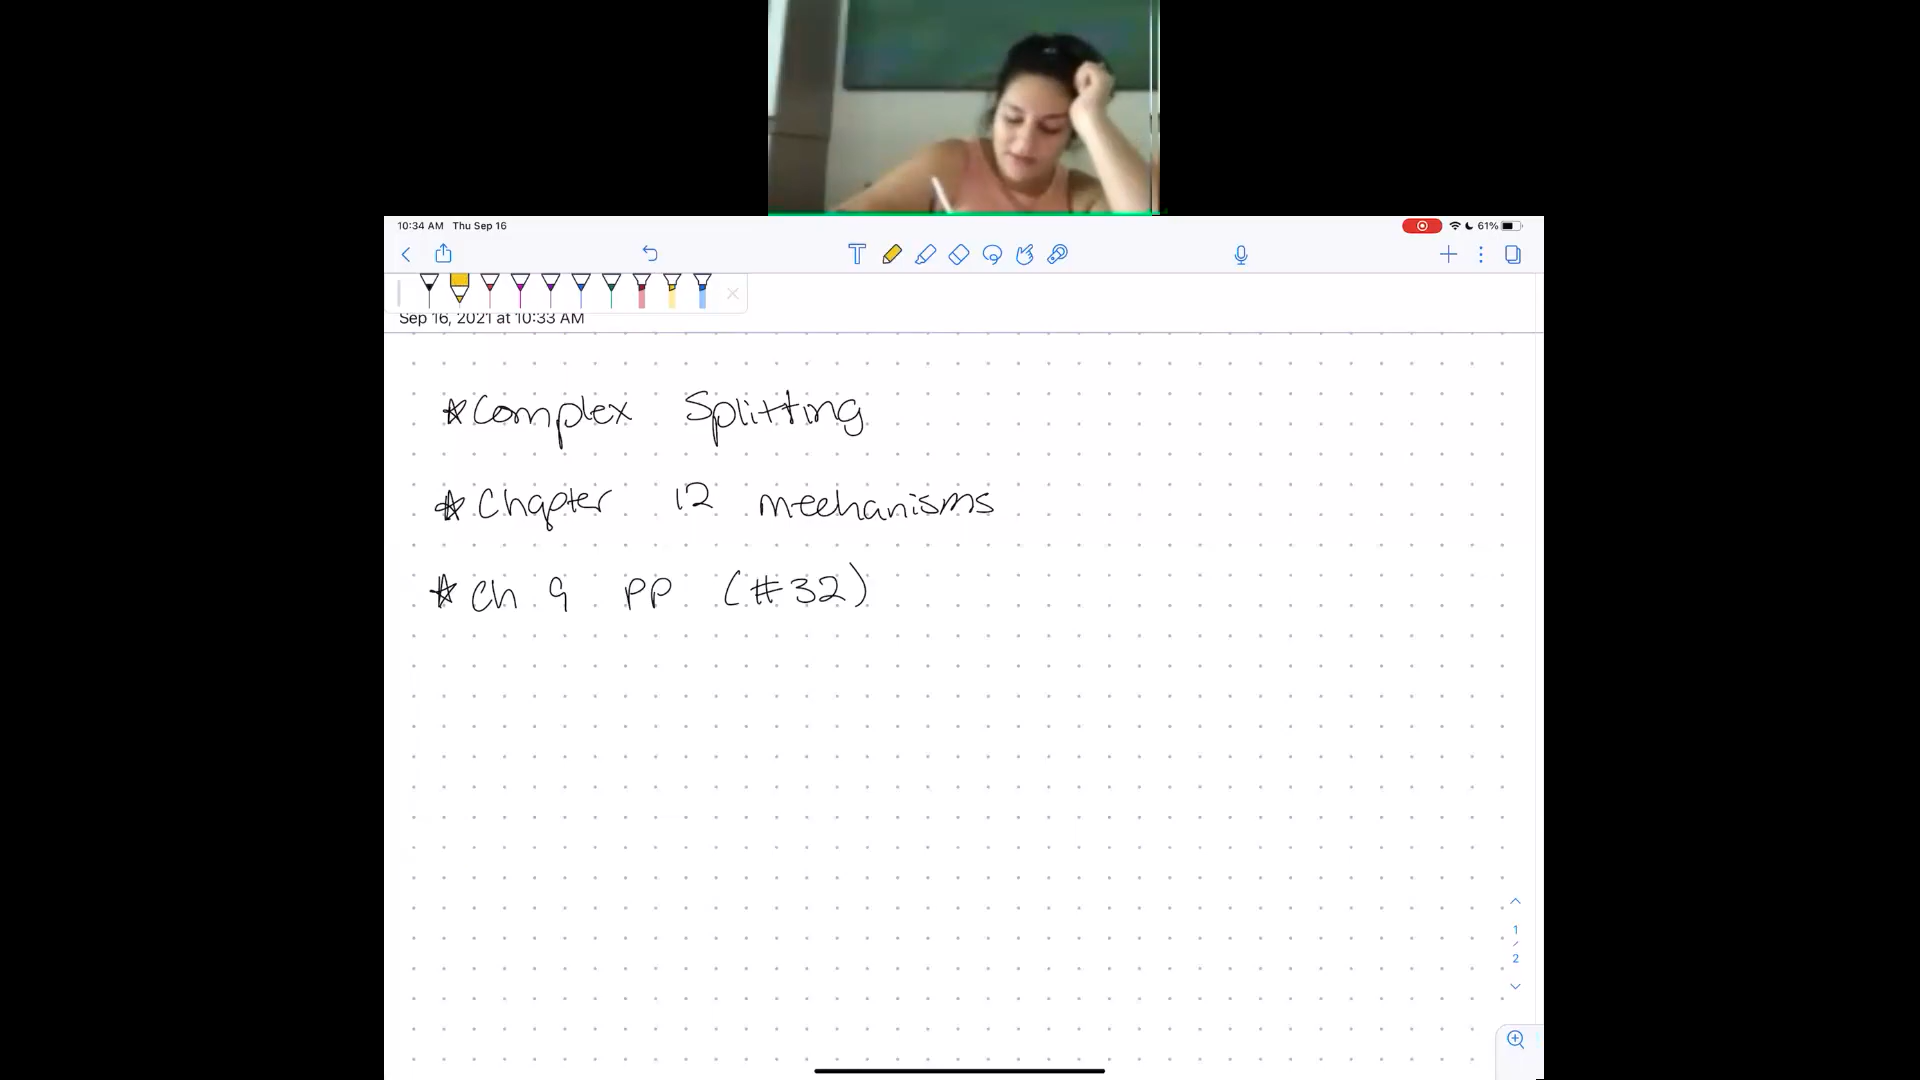 10:34 AM Thu Sep 16 61%
T
Sep 16, 2021 at 10:33 AM
☆Complex Splitting
☆Chapter 12 mechanisms
☆Ch 9 PP (#32)
1
/
2